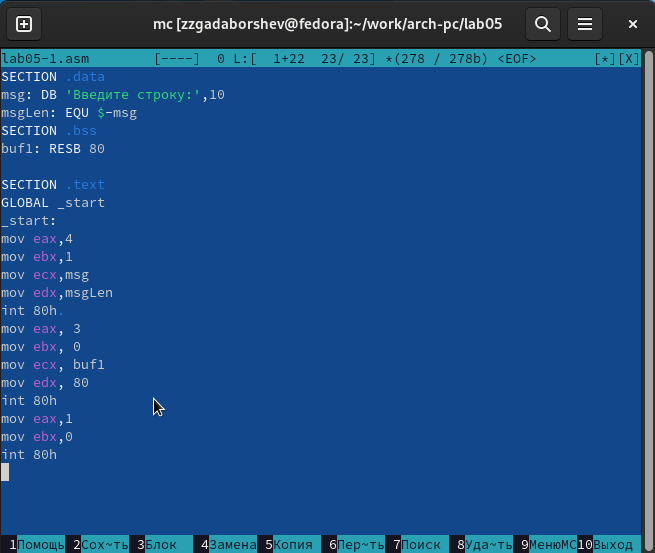 mc [zzgadaborshev@fedora]:~/work/arch-pc/lab05
lab05-1.asm [----] 0 L:[ 1+22 23/ 23] *(278 / 278b) <EOF> [*][X]
SECTION .data
msg: DB 'Введите строку:',10
msgLen: EQU $-msg
SECTION .bss
buf1: RESB 80

SECTION .text
GLOBAL _start
_start:
mov eax,4
mov ebx,1
mov ecx,msg
mov edx,msgLen
int 80h.
mov eax, 3
mov ebx, 0
mov ecx, buf1
mov edx, 80
int 80h
mov eax,1
mov ebx,0
int 80h
1Помощь 2Сох~ть 3Блок 4Замена 5Копия 6Пер~ть 7Поиск 8Уда~ть 9МенюMC 10Выход